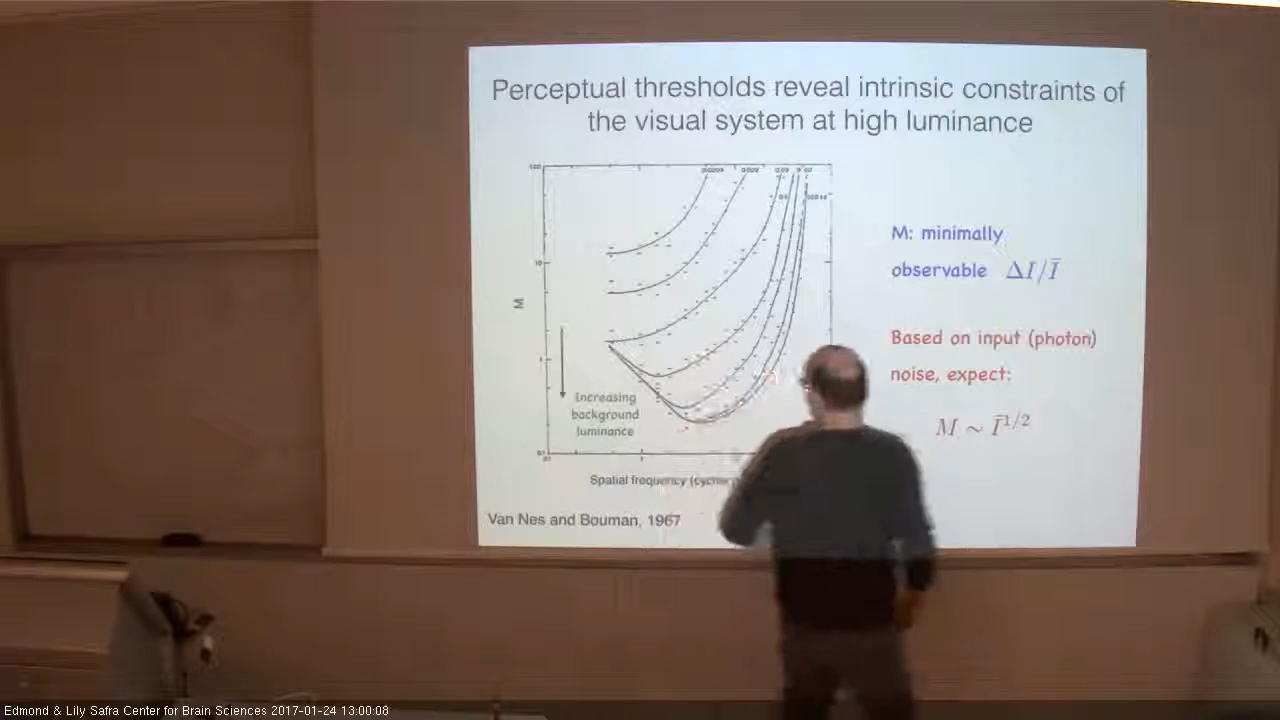 Perceptual thresholds reveal intrinsic constraints of
the visual system at high luminance
M
Increasing
background
luminance
Spatial frequency
Van Nes and Bouman, 1967
M: minimally
observable ΔI/Ī
Based on input (photon)
noise, expect:
M ~ Ī^1/2
Edmond & Lily Safra Center for Brain Sciences 2017-01-24 13:00:08